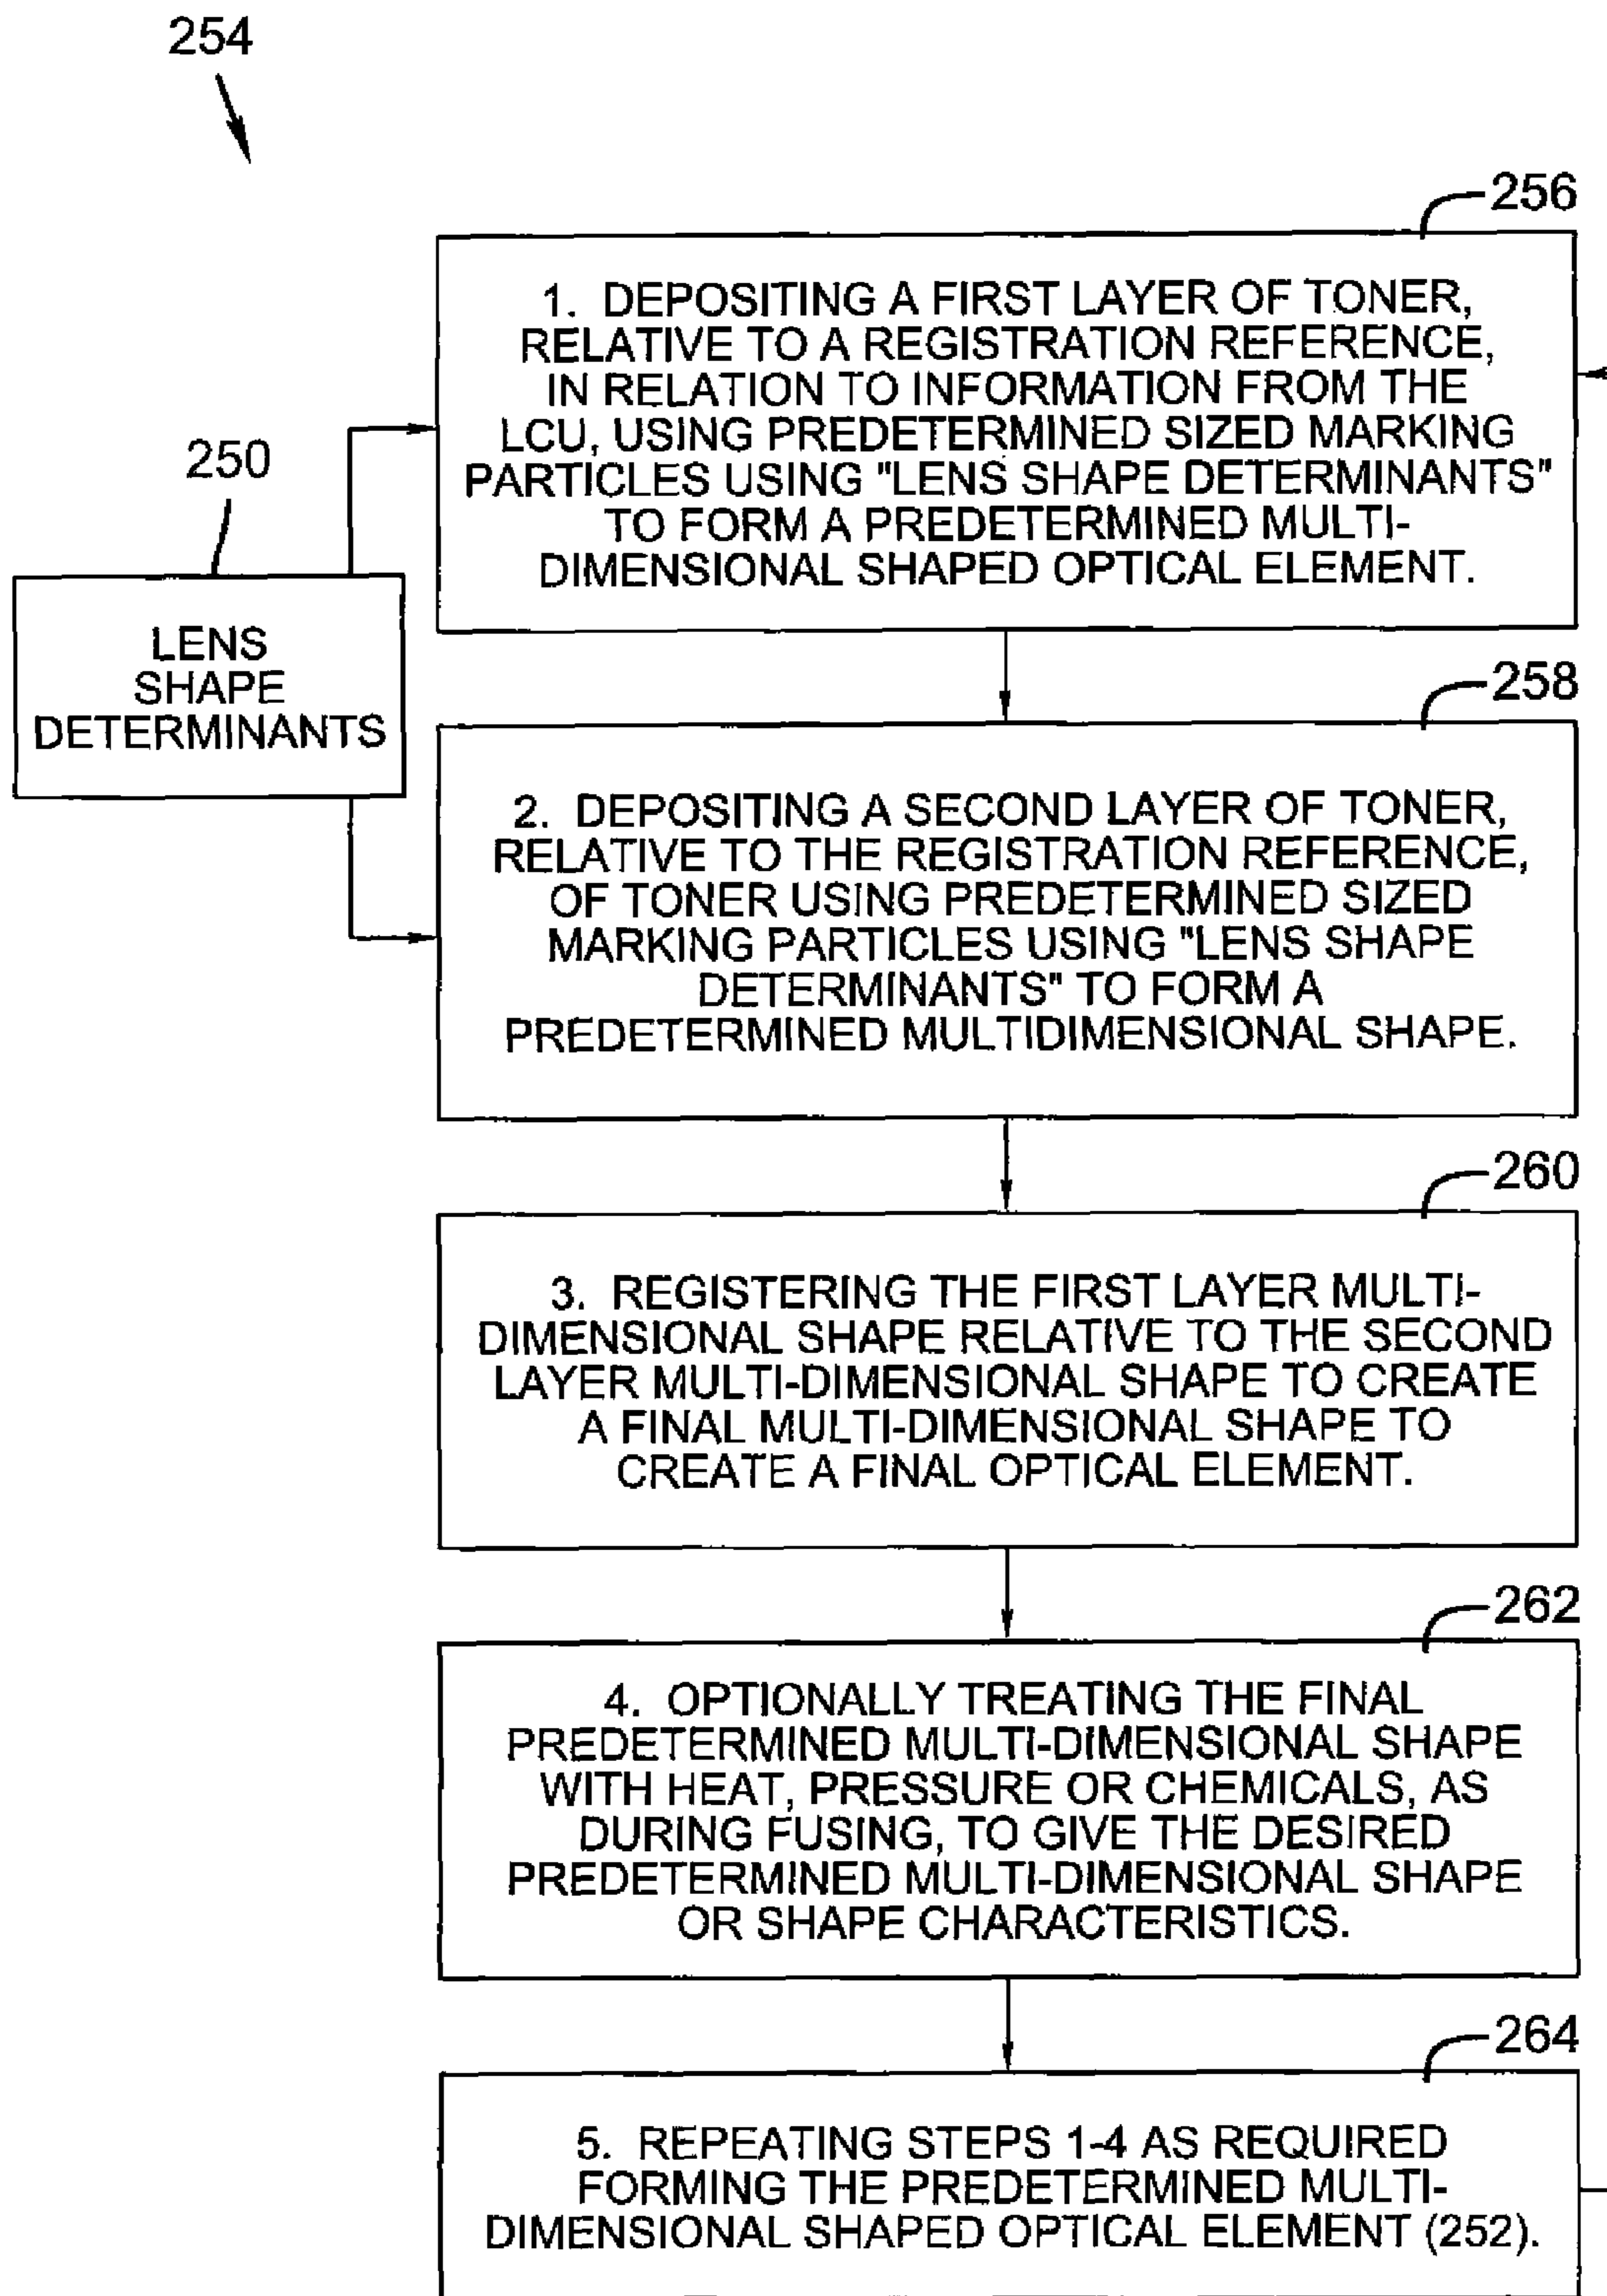 254
256
1. DEPOSITING A FIRST LAYER OF TONER,
RELATIVE TO A REGISTRATION REFERENCE,
IN RELATION TO INFORMATION FROM THE
LCU, USING PREDETERMINED SIZED MARKING
PARTICLES USING "LENS SHAPE DETERMINANTS"
TO FORM A PREDETERMINED MULTI-
DIMENSIONAL SHAPED OPTICAL ELEMENT.
250
LENS
SHAPE
DETERMINANTS
258
2. DEPOSITING A SECOND LAYER OF TONER,
RELATIVE TO THE REGISTRATION REFERENCE,
OF TONER USING PREDETERMINED SIZED
MARKING PARTICLES USING "LENS SHAPE
DETERMINANTS" TO FORM A
PREDETERMINED MULTIDIMENSIONAL SHAPE.
260
3. REGISTERING THE FIRST LAYER MULTI-
DIMENSIONAL SHAPE RELATIVE TO THE SECOND
LAYER MULTI-DIMENSIONAL SHAPE TO CREATE
A FINAL MULTI-DIMENSIONAL SHAPE TO
CREATE A FINAL OPTICAL ELEMENT.
262
4. OPTIONALLY TREATING THE FINAL
PREDETERMINED MULTI-DIMENSIONAL SHAPE
WITH HEAT, PRESSURE OR CHEMICALS, AS
DURING FUSING, TO GIVE THE DESIRED
PREDETERMINED MULTI-DIMENSIONAL SHAPE
OR SHAPE CHARACTERISTICS.
264
5. REPEATING STEPS 1-4 AS REQUIRED
FORMING THE PREDETERMINED MULTI-
DIMENSIONAL SHAPED OPTICAL ELEMENT (252).